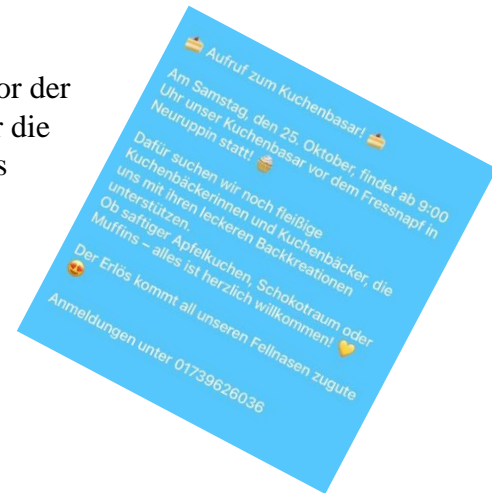 or der
r die
s
🍰 Aufruf zum Kuchenbasar! 🍰
Am Samstag, den 25. Oktober, findet ab 9:00
Uhr unser Kuchenbasar vor dem Fressnapf in
Neuruppin statt! 🧁
Dafür suchen wir noch fleißige
Kuchenbäckerinnen und Kuchenbäcker, die
uns mit ihren leckeren Backkreationen
unterstützen.
Ob saftiger Apfelkuchen, Schokotraum oder
Muffins – alles ist herzlich willkommen! 💛
Der Erlös kommt all unseren Fellnasen zugute
😍
Anmeldungen unter 01739626036